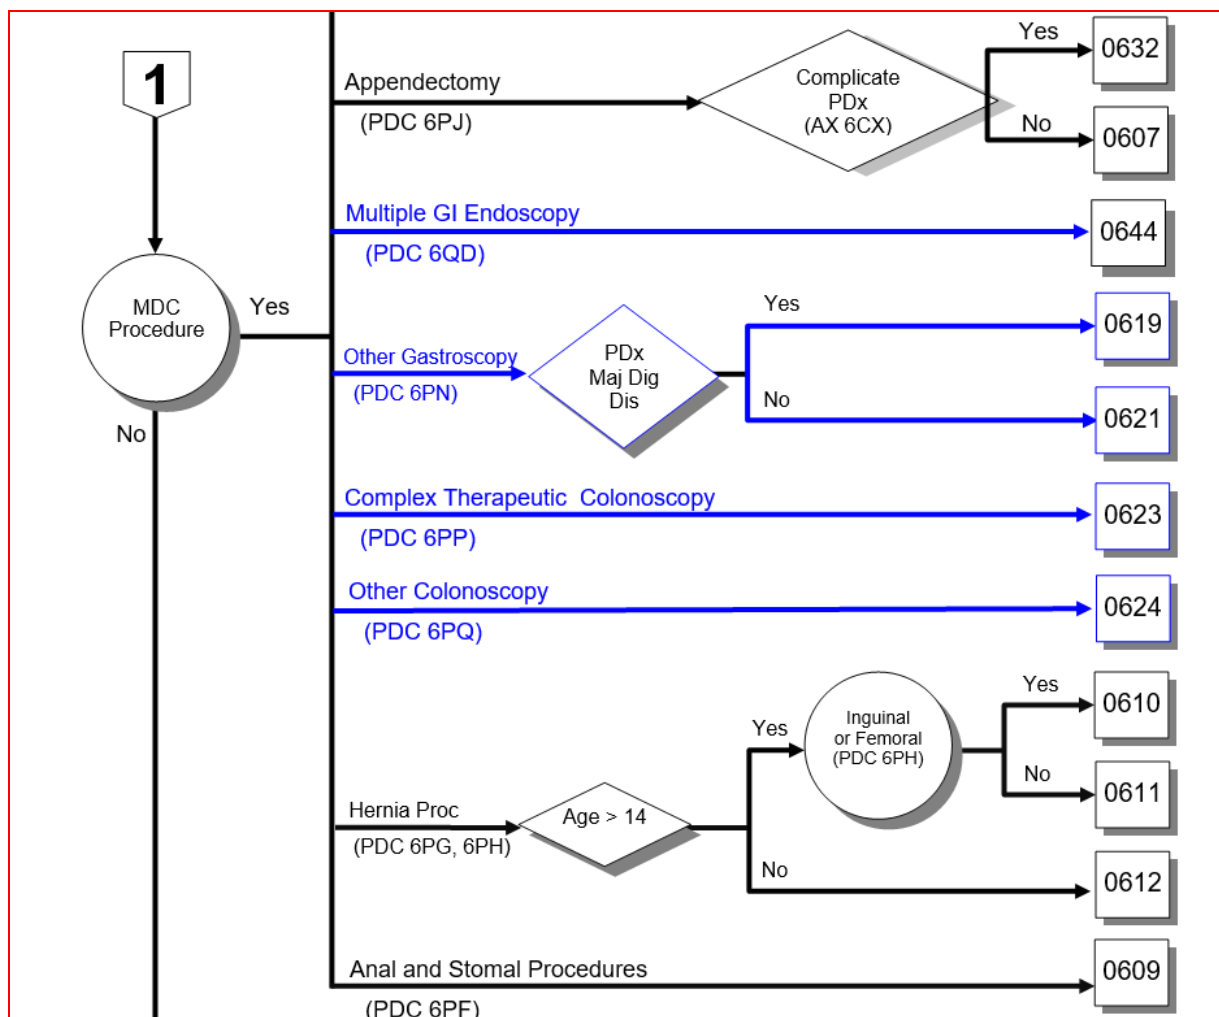 1
MDC
Procedure
Yes
No
Appendectomy
(PDC 6PJ)
Complicate
PDx
(AX 6CX)
Yes
0632
No
0607
Multiple GI Endoscopy
(PDC 6QD)
0644
Other Gastroscopy
(PDC 6PN)
PDx
Maj Dig
Dis
Yes
0619
No
0621
Complex Therapeutic  Colonoscopy
(PDC 6PP)
0623
Other Colonoscopy
(PDC 6PQ)
0624
Hernia Proc
(PDC 6PG, 6PH)
Age > 14
Yes
Inguinal
or Femoral
(PDC 6PH)
Yes
0610
No
0611
No
0612
Anal and Stomal Procedures
(PDC 6PF)
0609